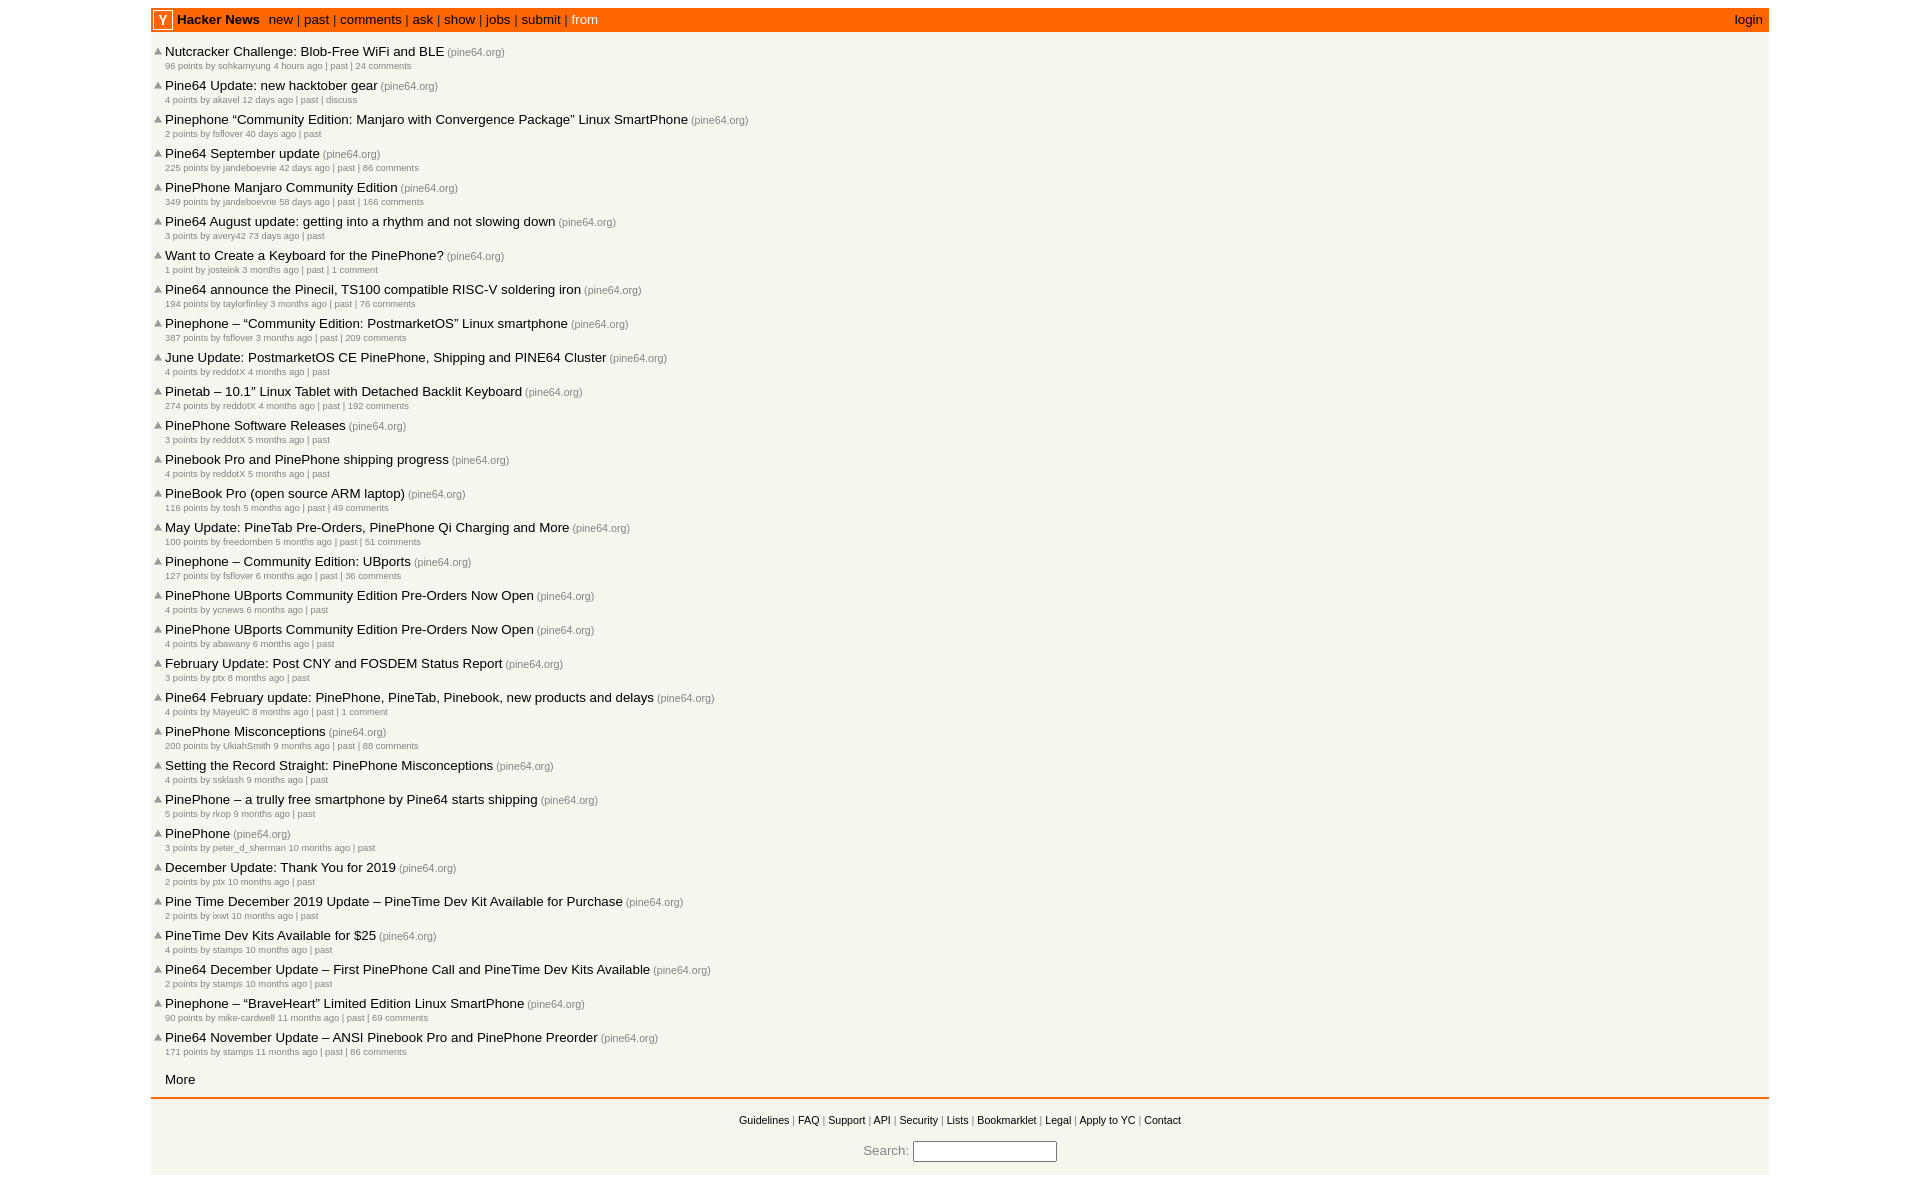 Y Hacker News new | past | comments | ask | show | jobs | submit | from login
Nutcracker Challenge: Blob-Free WiFi and BLE (pine64.org)
96 points by sohkamyung 4 hours ago | past | 24 comments
Pine64 Update: new hacktober gear (pine64.org)
4 points by akavel 12 days ago | past | discuss
Pinephone “Community Edition: Manjaro with Convergence Package” Linux SmartPhone (pine64.org)
2 points by fsflover 40 days ago | past
Pine64 September update (pine64.org)
225 points by jandeboevrie 42 days ago | past | 86 comments
PinePhone Manjaro Community Edition (pine64.org)
349 points by jandeboevrie 58 days ago | past | 166 comments
Pine64 August update: getting into a rhythm and not slowing down (pine64.org)
3 points by avery42 73 days ago | past
Want to Create a Keyboard for the PinePhone? (pine64.org)
1 point by josteink 3 months ago | past | 1 comment
Pine64 announce the Pinecil, TS100 compatible RISC-V soldering iron (pine64.org)
194 points by taylorfinley 3 months ago | past | 76 comments
Pinephone – “Community Edition: PostmarketOS” Linux smartphone (pine64.org)
387 points by fsflover 3 months ago | past | 209 comments
June Update: PostmarketOS CE PinePhone, Shipping and PINE64 Cluster (pine64.org)
4 points by reddotX 4 months ago | past
Pinetab – 10.1″ Linux Tablet with Detached Backlit Keyboard (pine64.org)
274 points by reddotX 4 months ago | past | 192 comments
PinePhone Software Releases (pine64.org)
3 points by reddotX 5 months ago | past
Pinebook Pro and PinePhone shipping progress (pine64.org)
4 points by reddotX 5 months ago | past
PineBook Pro (open source ARM laptop) (pine64.org)
116 points by tosh 5 months ago | past | 49 comments
May Update: PineTab Pre-Orders, PinePhone Qi Charging and More (pine64.org)
100 points by freedomben 5 months ago | past | 51 comments
Pinephone – Community Edition: UBports (pine64.org)
127 points by fsflover 6 months ago | past | 36 comments
PinePhone UBports Community Edition Pre-Orders Now Open (pine64.org)
4 points by ycnews 6 months ago | past
PinePhone UBports Community Edition Pre-Orders Now Open (pine64.org)
4 points by abawany 6 months ago | past
February Update: Post CNY and FOSDEM Status Report (pine64.org)
3 points by ptx 8 months ago | past
Pine64 February update: PinePhone, PineTab, Pinebook, new products and delays (pine64.org)
4 points by MayeulC 8 months ago | past | 1 comment
PinePhone Misconceptions (pine64.org)
200 points by UkiahSmith 9 months ago | past | 88 comments
Setting the Record Straight: PinePhone Misconceptions (pine64.org)
4 points by ssklash 9 months ago | past
PinePhone – a trully free smartphone by Pine64 starts shipping (pine64.org)
5 points by rkop 9 months ago | past
PinePhone (pine64.org)
3 points by peter_d_sherman 10 months ago | past
December Update: Thank You for 2019 (pine64.org)
2 points by ptx 10 months ago | past
Pine Time December 2019 Update – PineTime Dev Kit Available for Purchase (pine64.org)
2 points by ixwt 10 months ago | past
PineTime Dev Kits Available for $25 (pine64.org)
4 points by stamps 10 months ago | past
Pine64 December Update – First PinePhone Call and PineTime Dev Kits Available (pine64.org)
2 points by stamps 10 months ago | past
Pinephone – “BraveHeart” Limited Edition Linux SmartPhone (pine64.org)
90 points by mike-cardwell 11 months ago | past | 69 comments
Pine64 November Update – ANSI Pinebook Pro and PinePhone Preorder (pine64.org)
171 points by stamps 11 months ago | past | 86 comments
More
Guidelines | FAQ | Support | API | Security | Lists | Bookmarklet | Legal | Apply to YC | Contact
Search: